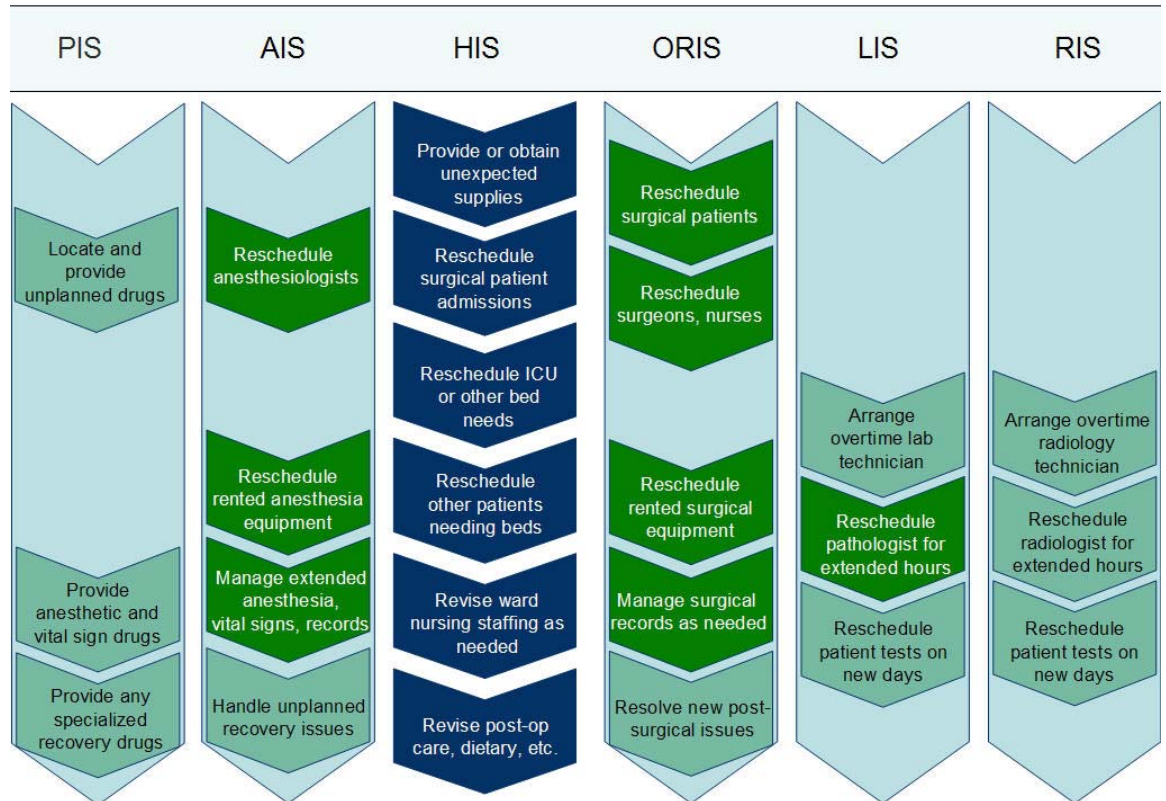 PIS
AIS
HIS
ORIS
LIS
RIS
Locate and
provide
unplanned drugs
Provide
anesthetic and
vital sign drugs
Provide any
specialized
recovery drugs
Reschedule
anesthesiologists
Reschedule
rented anesthesia
equipment
Manage extended
anesthesia,
vital signs, records
Handle unplanned
recovery issues
Provide or obtain
unexpected
supplies
Reschedule
surgical patient
admissions
Reschedule ICU
or other bed
needs
Reschedule
other patients
needing beds
Revise ward
nursing staffing as
needed
Revise post-op
care, dietary, etc.
Reschedule
surgical patients
Reschedule
surgeons, nurses
Reschedule
rented surgical
equipment
Manage surgical
records as needed
Resolve new post-
surgical issues
Arrange
overtime lab
technician
Reschedule
pathologist for
extended hours
Reschedule
patient tests on
new days
Arrange overtime
radiology
technician
Reschedule
radiologist for
extended hours
Reschedule
patient tests on
new days